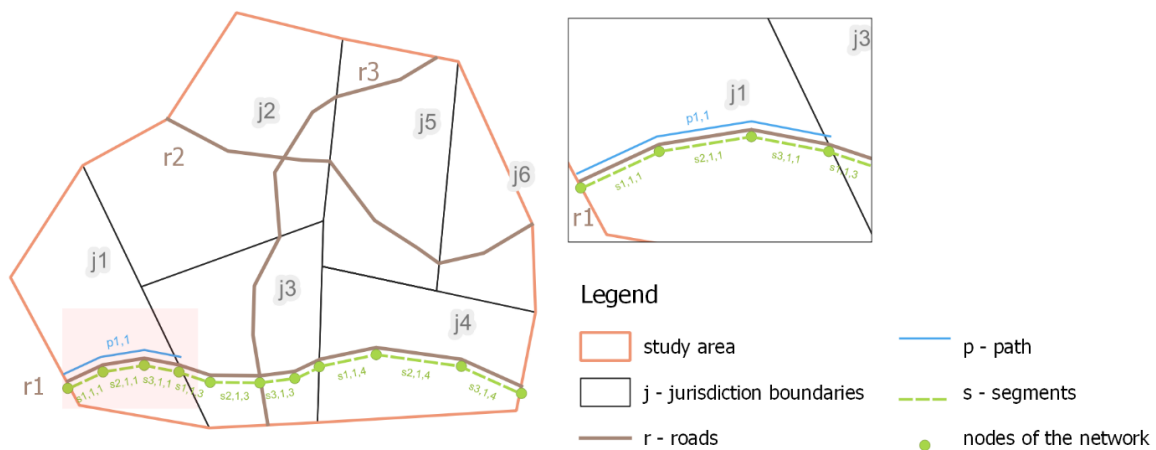 j2
r3
j5
r2
j6
j1
j3
j4
p1,1
r1
s1,1,1
s2,1,1
s3,1,1
s1,1,3
s2,1,3
s3,1,3
s1,1,4
s2,1,4
s3,1,4
j3
j1
p1,1
s1,1,1
s2,1,1
s3,1,1
s1,1,3
r1
Legend
study area
j - jurisdiction boundaries
r - roads
p - path
s - segments
nodes of the network